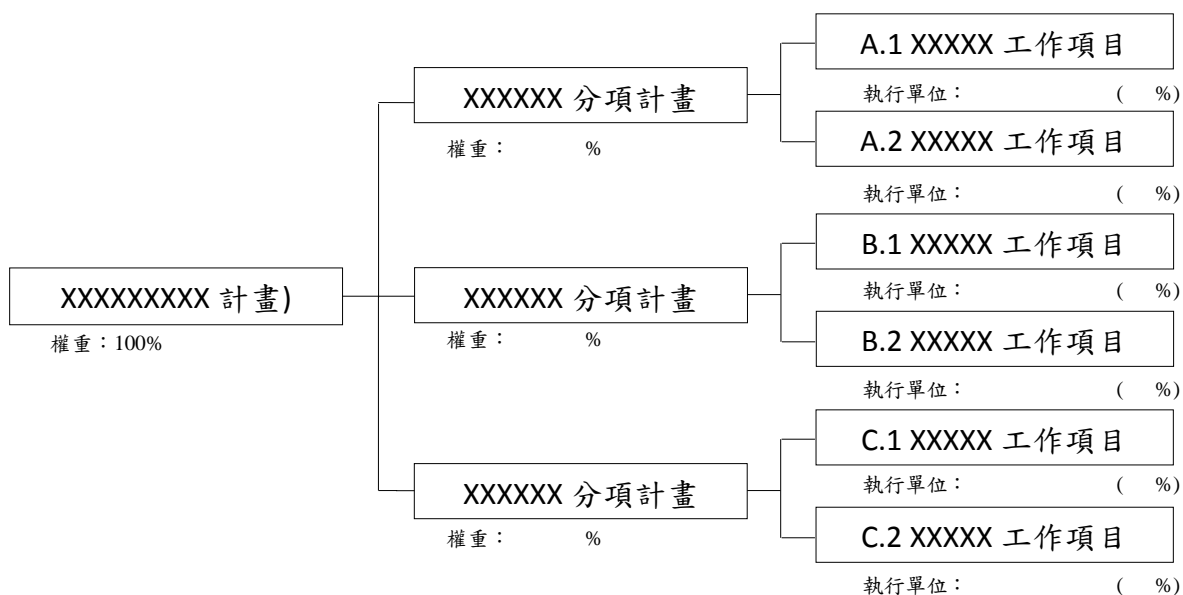 XXXXXXXXX 計畫)
權重：100%
XXXXXX 分項計畫
權重： %
A.1 XXXXX 工作項目
執行單位： ( %)
A.2 XXXXX 工作項目
執行單位： ( %)
XXXXXX 分項計畫
權重： %
B.1 XXXXX 工作項目
執行單位： ( %)
B.2 XXXXX 工作項目
執行單位： ( %)
XXXXXX 分項計畫
權重： %
C.1 XXXXX 工作項目
執行單位： ( %)
C.2 XXXXX 工作項目
執行單位： ( %)